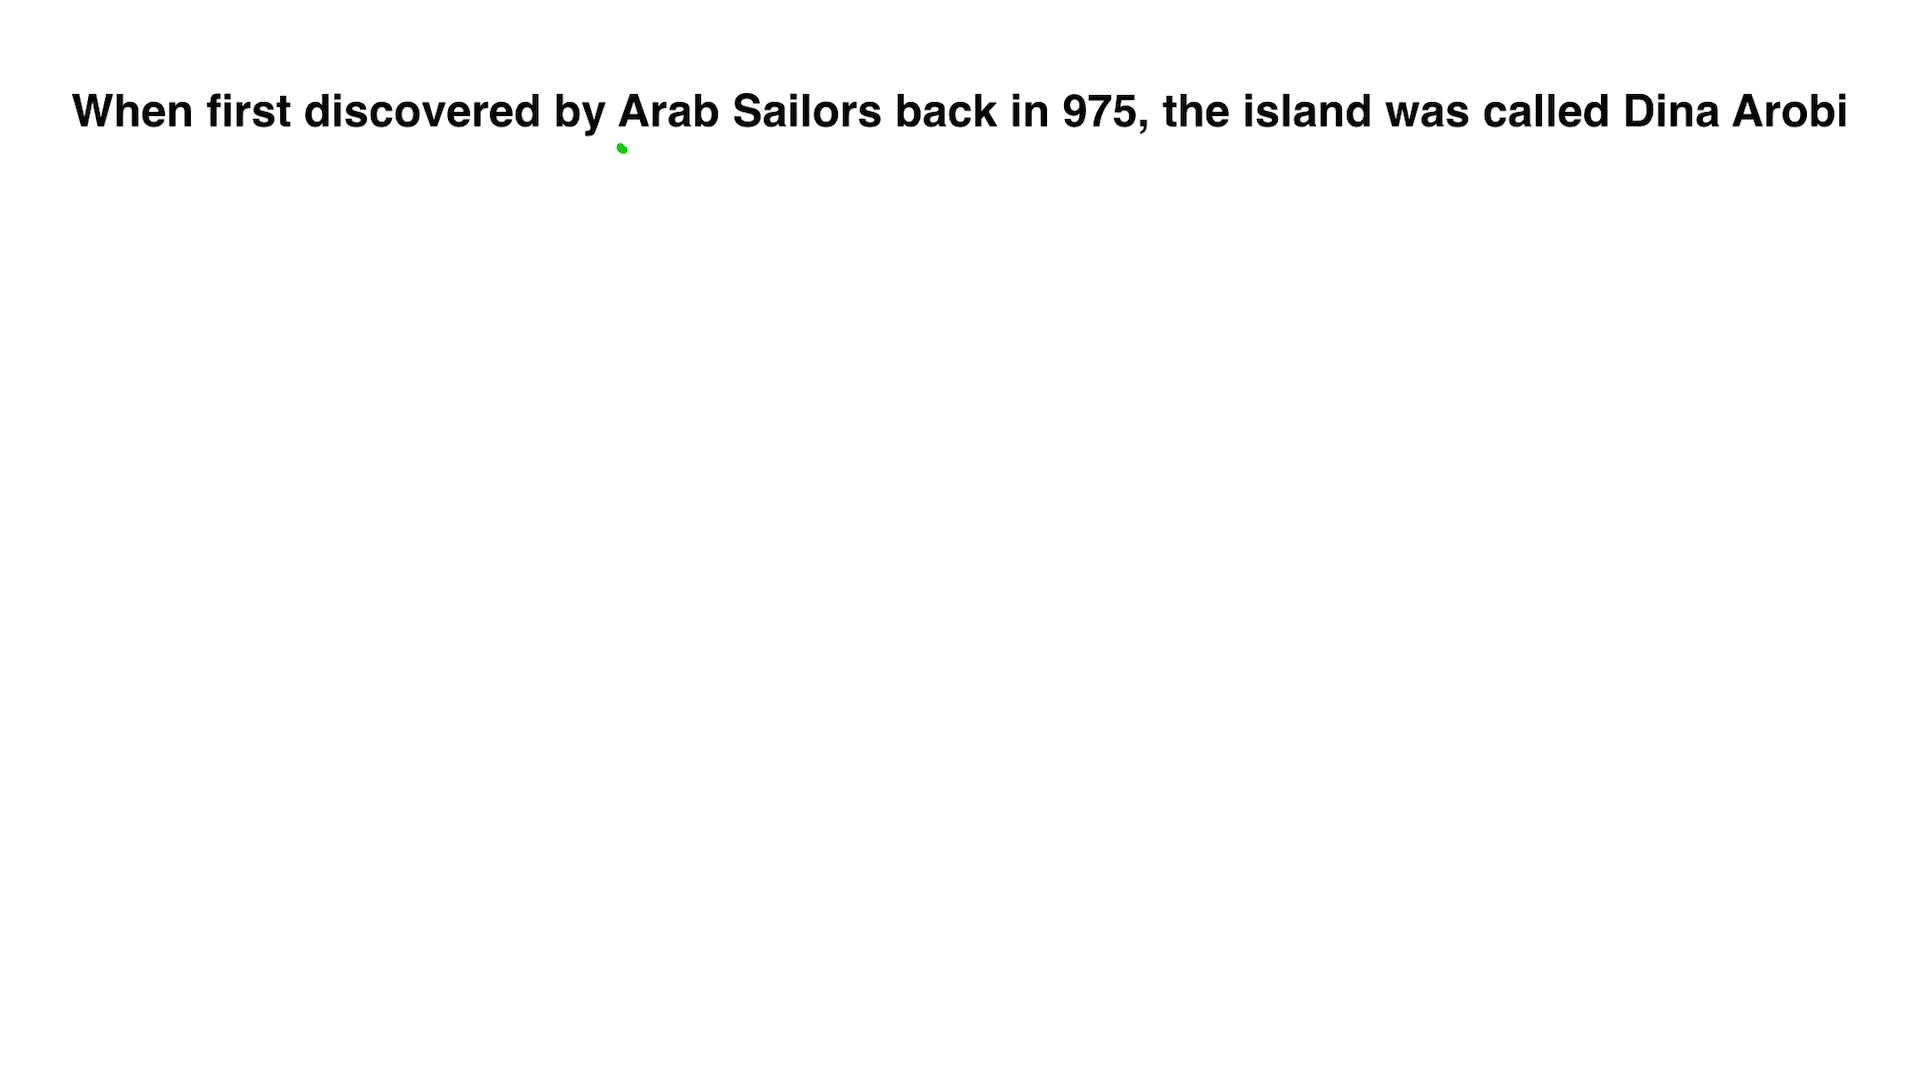 When first discovered by Arab Sailors back in 975, the island was called Dina Arobi